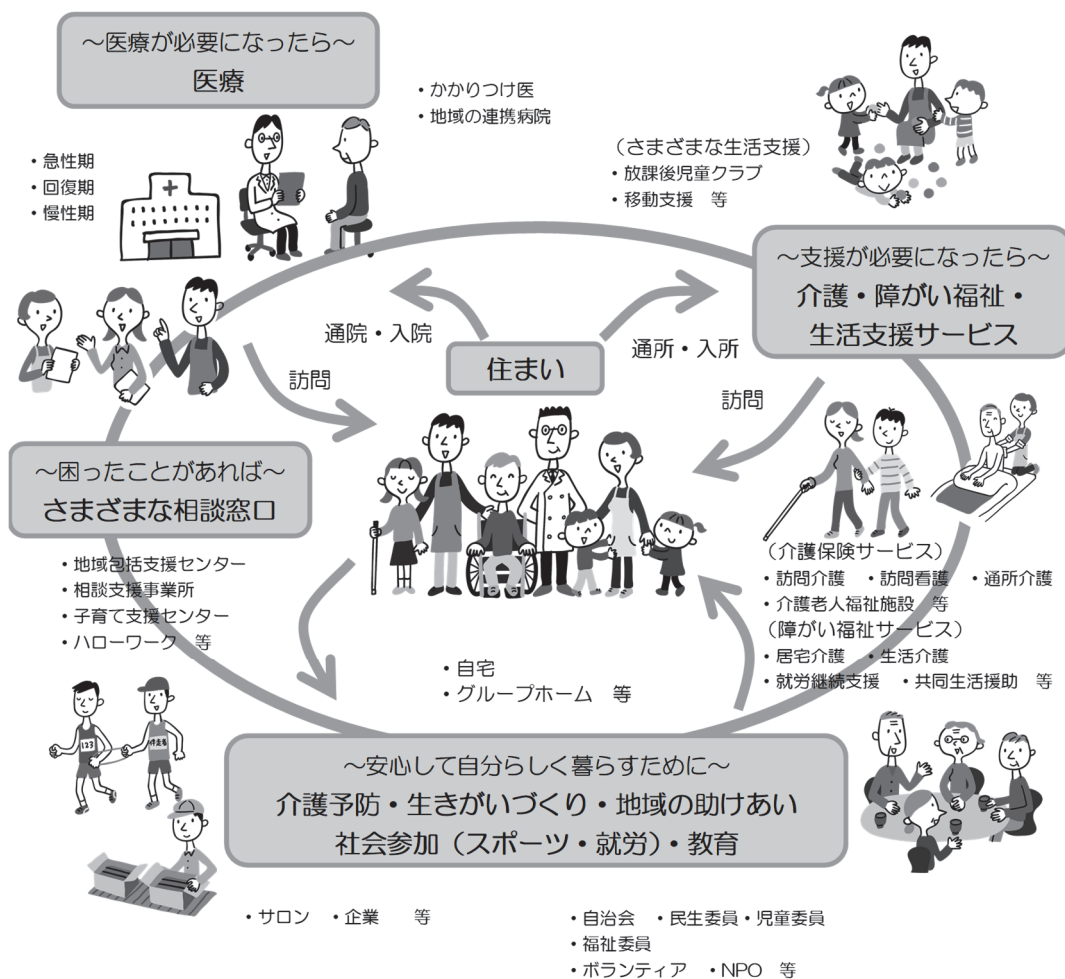 ～医療が必要になったら～
医療
・かかりつけ医
・地域の連携病院
・急性期
・回復期
・慢性期
（さまざまな生活支援）
・放課後児童クラブ
・移動支援　等
～支援が必要になったら～
介護・障がい福祉・
生活支援サービス
通院・入院
住まい
通所・入所
訪問
訪問
～困ったことがあれば～
さまざまな相談窓口
・地域包括支援センター
・相談支援事業所
・子育て支援センター
・ハローワーク　等
（介護保険サービス）
・訪問介護　・訪問看護　・通所介護
・介護老人福祉施設　等
（障がい福祉サービス）
・居宅介護　・生活介護
・就労継続支援　・共同生活援助　等
・自宅
・グループホーム　等
123
伴走者
～安心して自分らしく暮らすために～
介護予防・生きがいづくり・地域の助けあい
社会参加（スポーツ・就労）・教育
・サロン　・企業　　等
・自治会　・民生委員・児童委員
・福祉委員
・ボランティア　・NPO　等